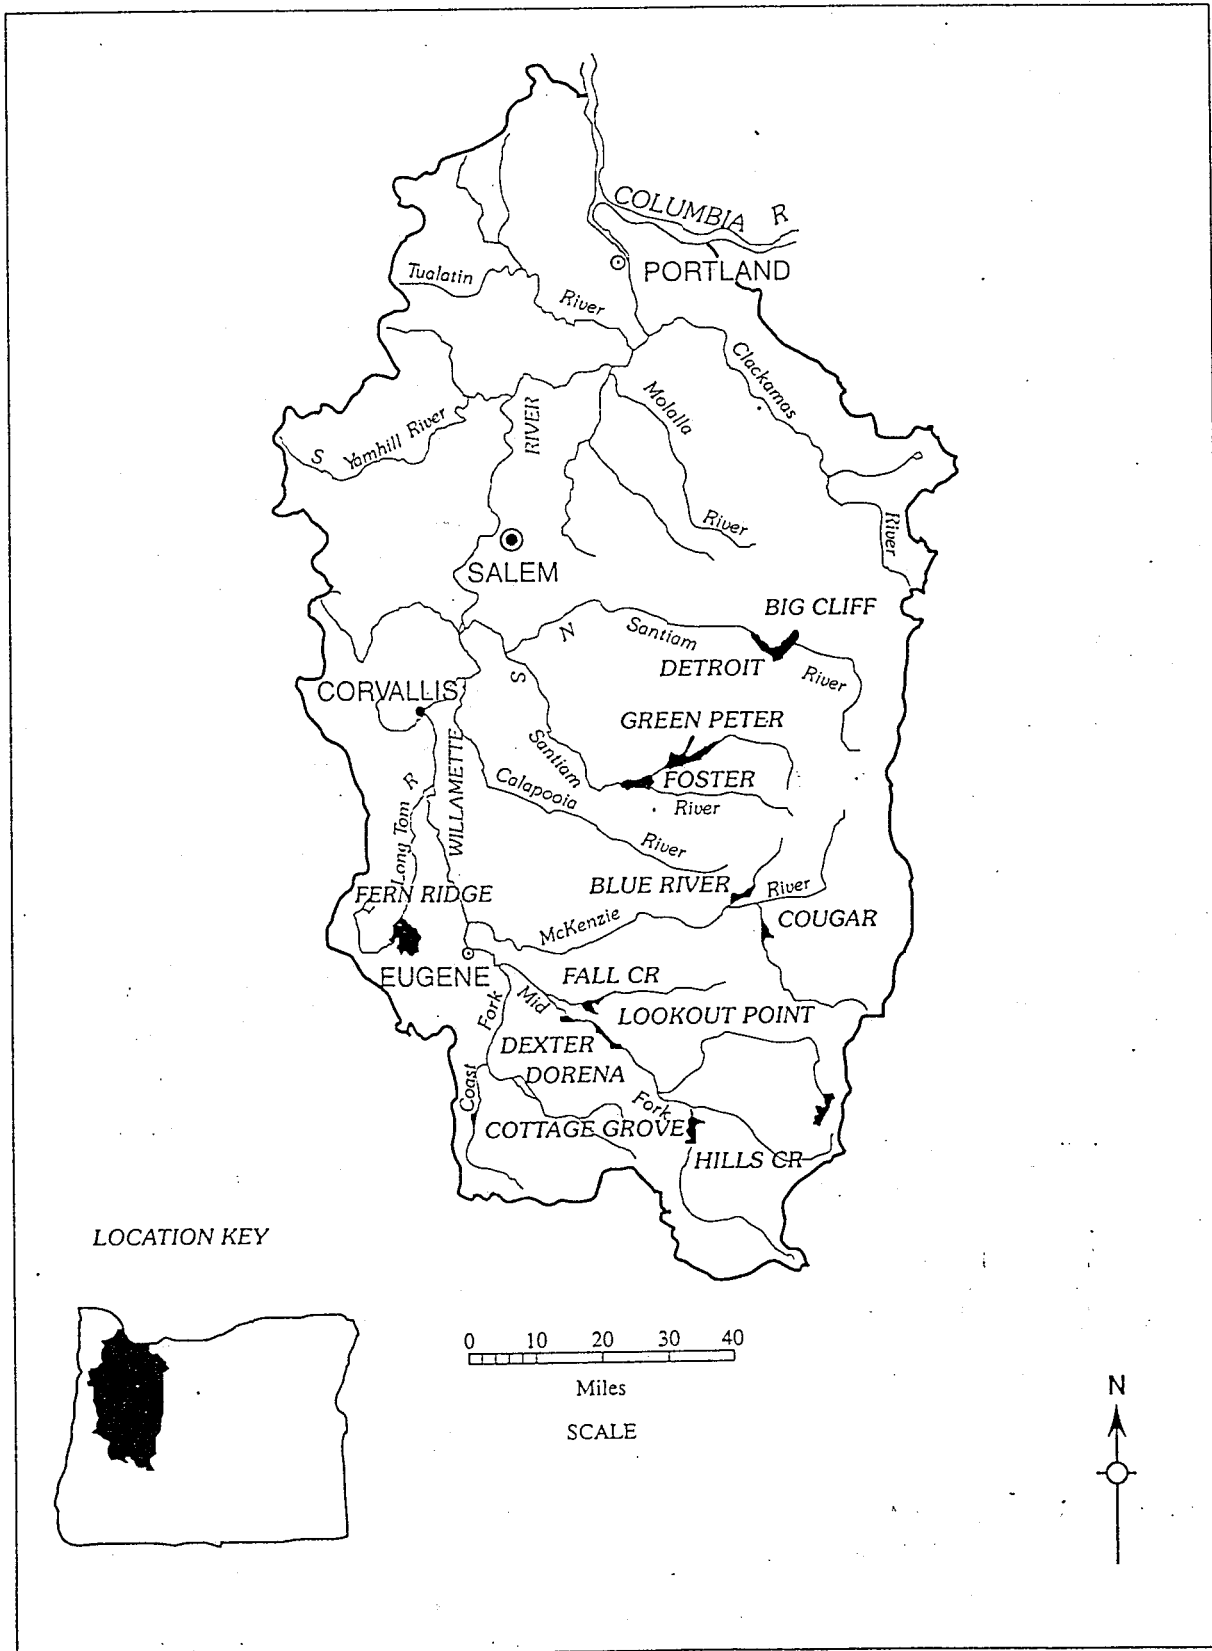 COLUMBIA R
PORTLAND
Tualatin
River
Clackamas
Molalla
RIVER
S Yamhill River
River
River
SALEM
BIG CLIFF
N Santiam
DETROIT
River
S
CORVALLIS
GREEN PETER
Santiam
FOSTER
River
WILLAMETTE
Calapooia
R
Long Tom
River
BLUE RIVER
River
FERN RIDGE
COUGAR
McKenzie
EUGENE
FALL CR
Mid
Fork
LOOKOUT POINT
DEXTER
DORENA
Coast
Fork
COTTAGE GROVE
HILLS CR
LOCATION KEY
0 10 20 30 40
Miles
SCALE
N